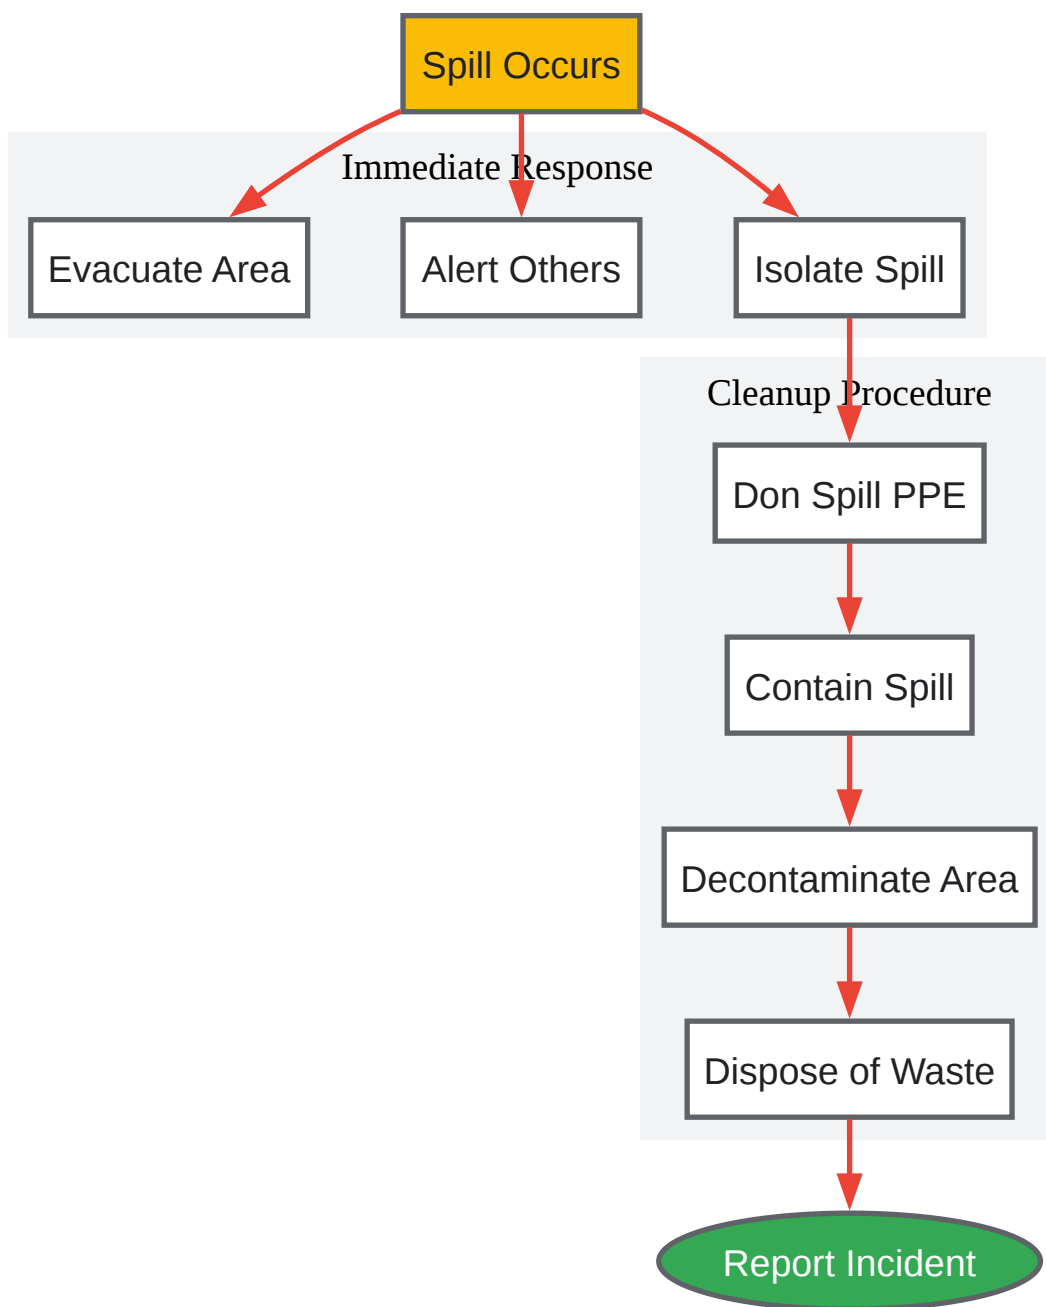 Spill Occurs
Immediate Response
Evacuate Area
Alert Others
Isolate Spill
Cleanup Procedure
Don Spill PPE
Contain Spill
Decontaminate Area
Dispose of Waste
Report Incident